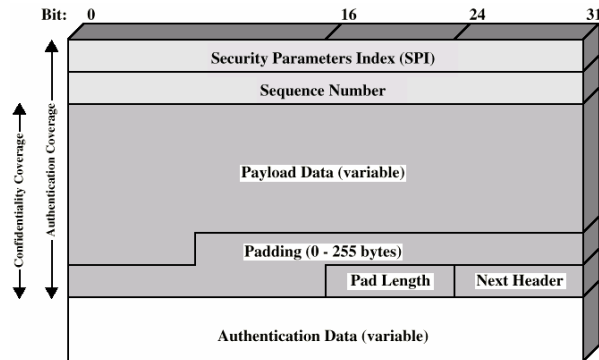 Bit: 0 16 24 31
Security Parameters Index (SPI)
Sequence Number
Confidentiality Coverage
Authentication Coverage
Payload Data (variable)
Padding (0 - 255 bytes)
Pad Length Next Header
Authentication Data (variable)